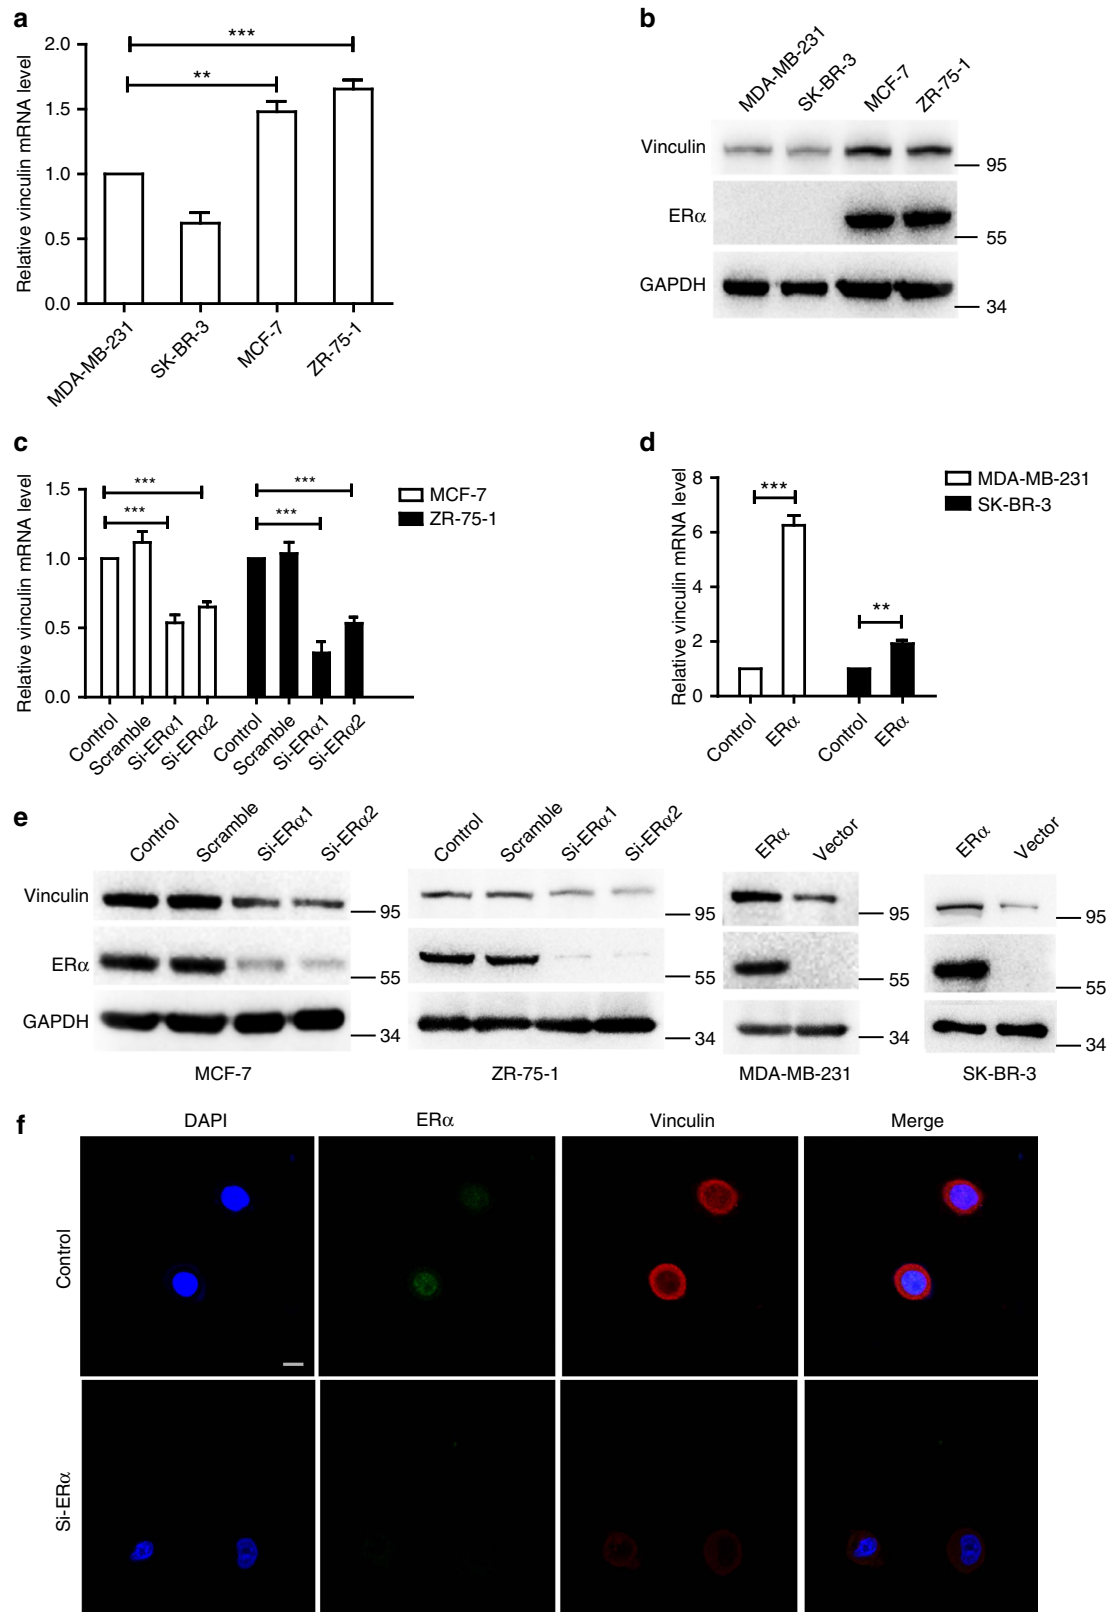 a
Relative vinculin mRNA level
2.0
1.5
1.0
0.5
0.0
***
**
MDA-MB-231
SK-BR-3
MCF-7
ZR-75-1
b
MDA-MB-231
SK-BR-3
MCF-7
ZR-75-1
Vinculin
95
ERα
55
GAPDH
34
c
Relative vinculin mRNA level
1.5
1.0
0.5
0.0
***
***
***
***
MCF-7
ZR-75-1
Control
Scramble
Si-ERα1
Si-ERα2
Control
Scramble
Si-ERα1
Si-ERα2
d
Relative vinculin mRNA level
8
6
4
2
0
***
**
MDA-MB-231
SK-BR-3
Control
ERα
Control
ERα
e
Control
Scramble
Si-ERα1
Si-ERα2
Control
Scramble
Si-ERα1
Si-ERα2
ERα
Vector
ERα
Vector
Vinculin
95
95
95
95
ERα
55
55
55
55
GAPDH
34
34
34
34
MCF-7
ZR-75-1
MDA-MB-231
SK-BR-3
f
DAPI
ERα
Vinculin
Merge
Control
Si-ERα